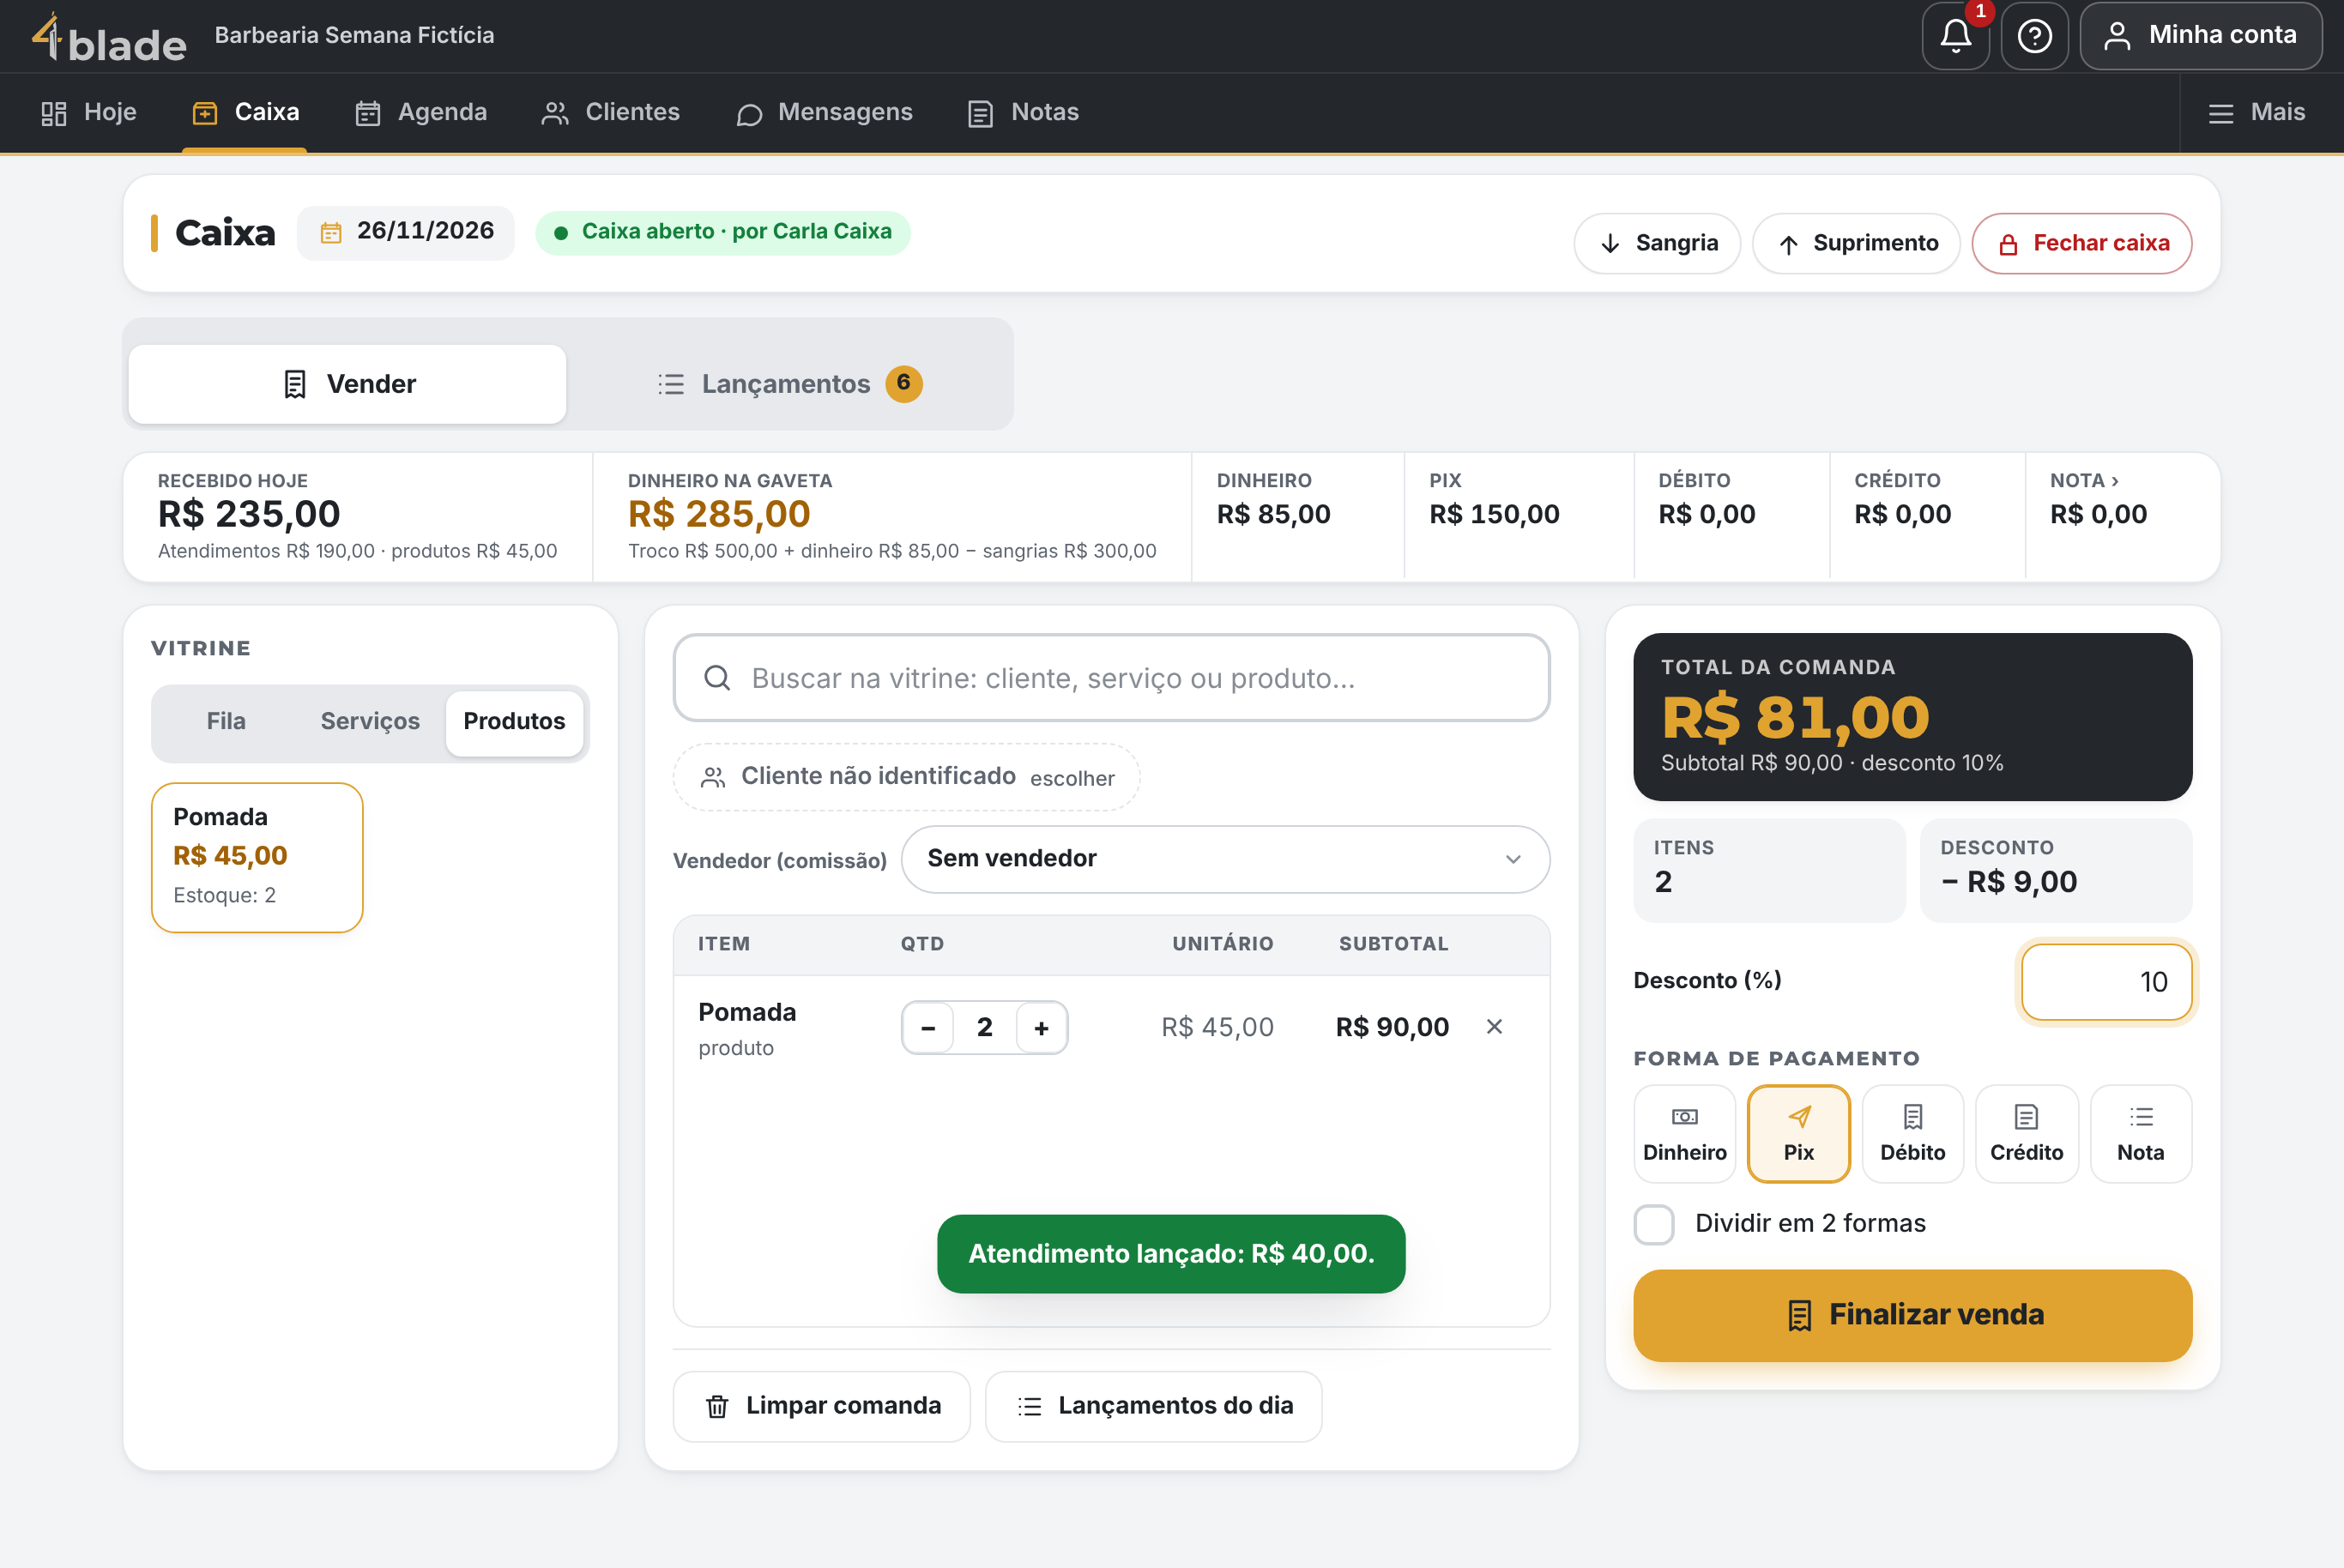 4blade
Barbearia Semana Fictícia
1
Minha conta
Hoje
Caixa
Agenda
Clientes
Mensagens
Notas
Mais
Caixa
26/11/2026
Caixa aberto · por Carla Caixa
Sangria
Suprimento
Fechar caixa
Vender
Lançamentos 6
RECEBIDO HOJE
R$ 235,00
Atendimentos R$ 190,00 · produtos R$ 45,00
DINHEIRO NA GAVETA
R$ 285,00
Troco R$ 500,00 + dinheiro R$ 85,00 − sangrias R$ 300,00
DINHEIRO
R$ 85,00
PIX
R$ 150,00
DÉBITO
R$ 0,00
CRÉDITO
R$ 0,00
NOTA ›
R$ 0,00
VITRINE
Fila
Serviços
Produtos
Pomada
R$ 45,00
Estoque: 2
Buscar na vitrine: cliente, serviço ou produto...
Cliente não identificado escolher
Vendedor (comissão)
Sem vendedor
ITEM QTD UNITÁRIO SUBTOTAL
Pomada
produto
− 2 +
R$ 45,00
R$ 90,00
×
Atendimento lançado: R$ 40,00.
Limpar comanda
Lançamentos do dia
TOTAL DA COMANDA
R$ 81,00
Subtotal R$ 90,00 · desconto 10%
ITENS
2
DESCONTO
− R$ 9,00
Desconto (%)
10
FORMA DE PAGAMENTO
Dinheiro
Pix
Débito
Crédito
Nota
Dividir em 2 formas
Finalizar venda